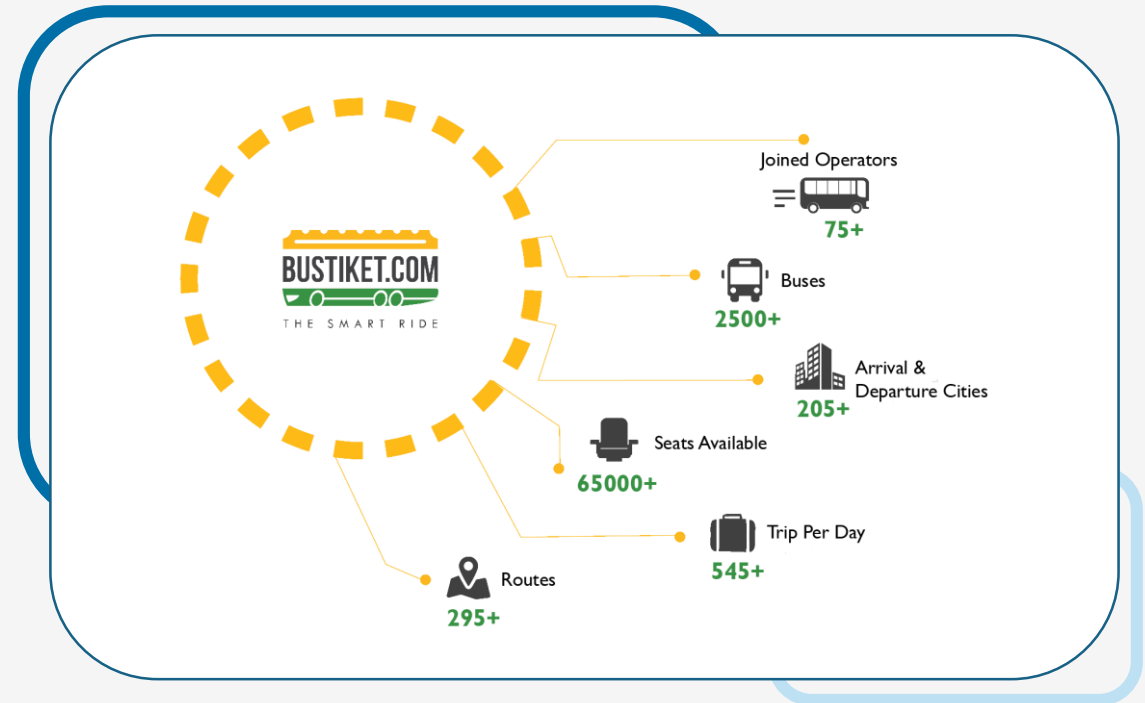 BUSTIKET.COM
THE SMART RIDE
Joined Operators
75+
Buses
2500+
Arrival &
Departure Cities
205+
Seats Available
65000+
Trip Per Day
545+
Routes
295+